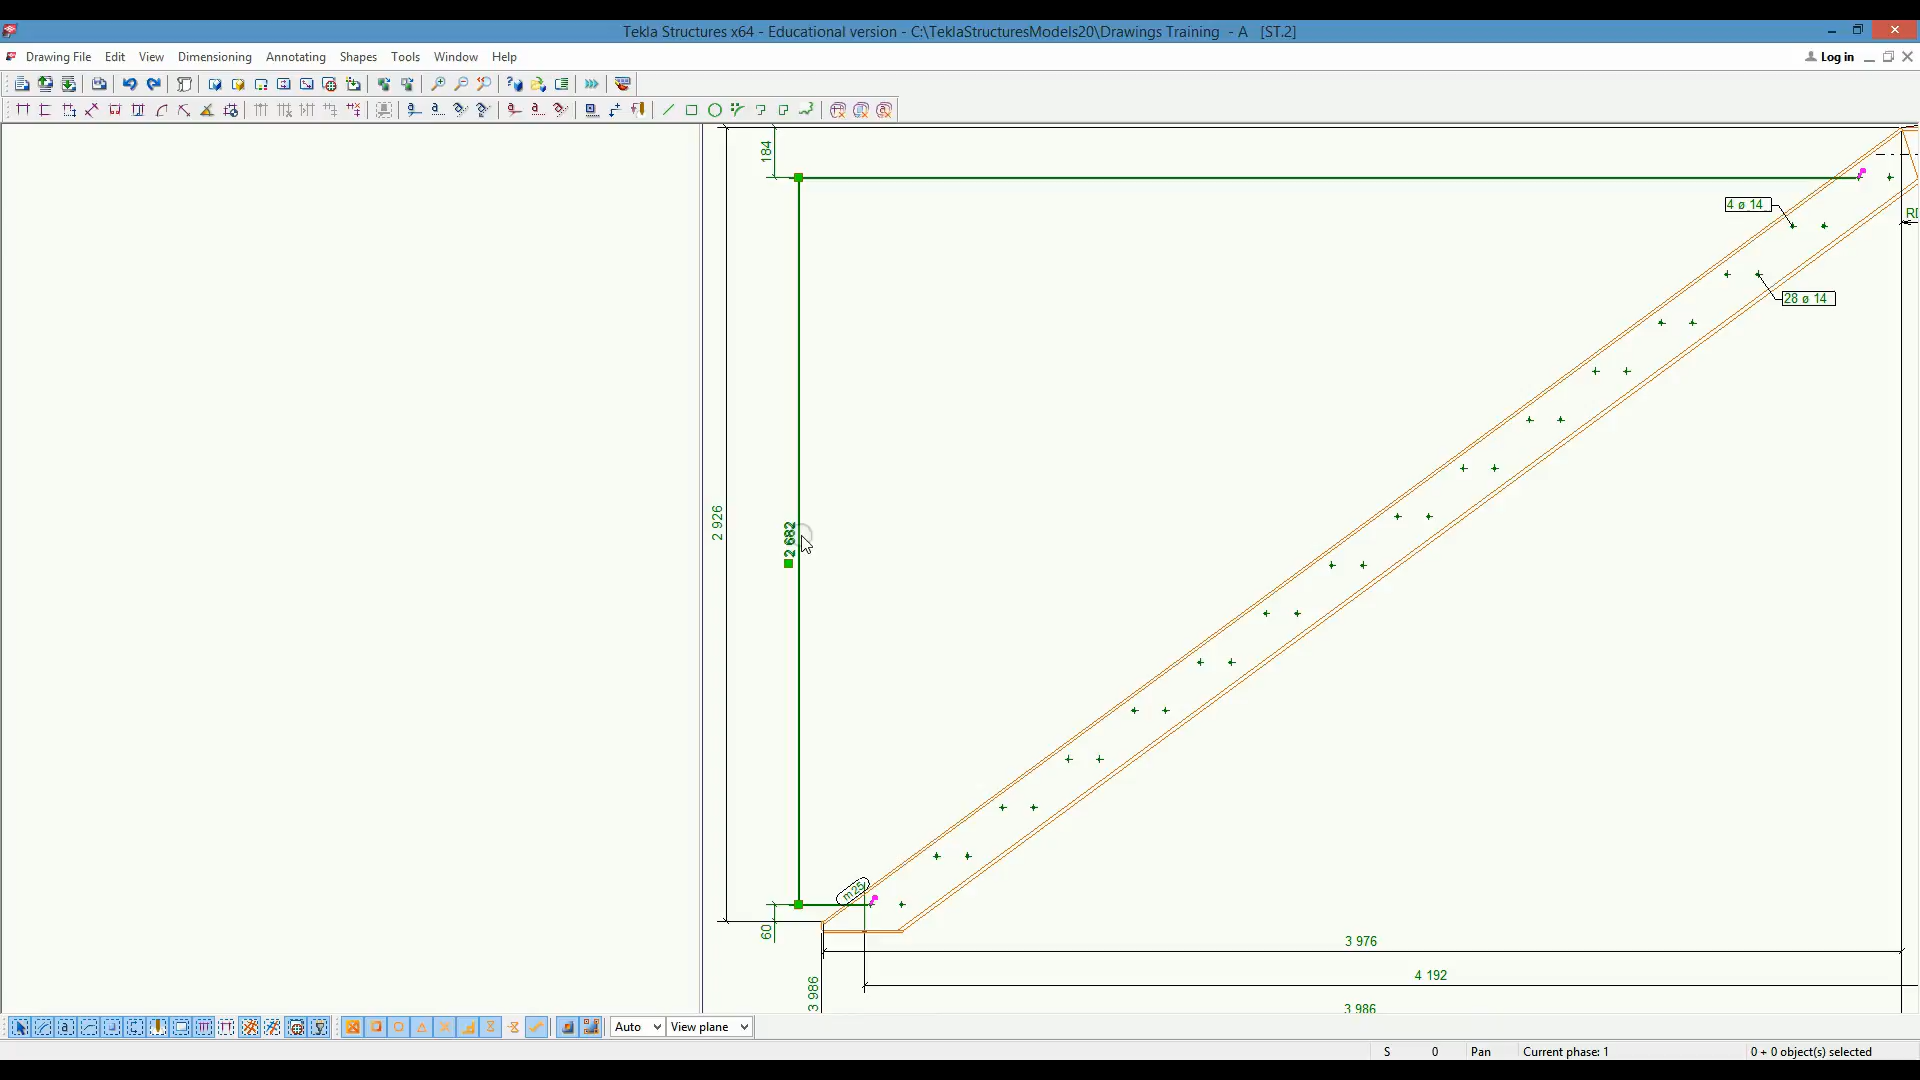 Tekla Structures x64 - Educational version - C:\TeklaStructuresModels20\Drawings Training - A [ST.2]
Drawing File Edit View Dimensioning Annotating Shapes Tools Window Help
Log in
184
4 ø 14
28 ø 14
2 926
2 682
m25
60
3 976
4 192
3 986
3 986
Auto View plane
S 0 Pan Current phase: 1 0 + 0 object(s) selected